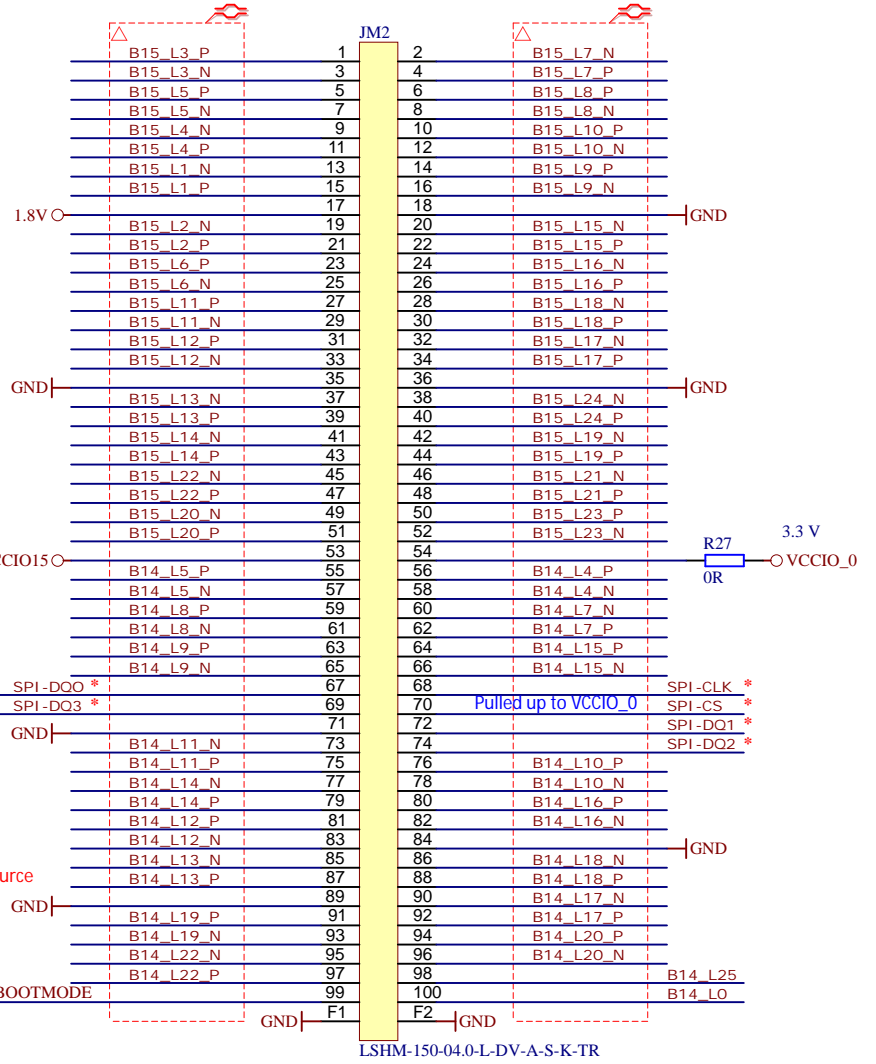 JM2
B15_L3_P 1 2 B15_L7_N
B15_L3_N 3 4 B15_L7_P
B15_L5_P 5 6 B15_L8_P
B15_L5_N 7 8 B15_L8_N
B15_L4_N 9 10 B15_L10_P
B15_L4_P 11 12 B15_L10_N
B15_L1_N 13 14 B15_L9_P
B15_L1_P 15 16 B15_L9_N
1.8V 17 18 GND
B15_L2_N 19 20 B15_L15_N
B15_L2_P 21 22 B15_L15_P
B15_L6_P 23 24 B15_L16_N
B15_L6_N 25 26 B15_L16_P
B15_L11_P 27 28 B15_L18_N
B15_L11_N 29 30 B15_L18_P
B15_L12_P 31 32 B15_L17_N
B15_L12_N 33 34 B15_L17_P
GND 35 36 GND
B15_L13_N 37 38 B15_L24_N
B15_L13_P 39 40 B15_L24_P
B15_L14_N 41 42 B15_L19_N
B15_L14_P 43 44 B15_L19_P
B15_L22_N 45 46 B15_L21_N
B15_L22_P 47 48 B15_L21_P
B15_L20_N 49 50 B15_L23_P
B15_L20_P 51 52 B15_L23_N
CCIO15 53 54 R27 0R 3.3 V VCCIO_0
B14_L5_P 55 56 B14_L4_P
B14_L5_N 57 58 B14_L4_N
B14_L8_P 59 60 B14_L7_N
B14_L8_N 61 62 B14_L7_P
B14_L9_P 63 64 B14_L15_P
B14_L9_N 65 66 B14_L15_N
SPI-DQ0 * 67 68 SPI-CLK *
SPI-DQ3 * 69 70 Pulled up to VCCIO_0 SPI-CS *
GND 71 72 SPI-DQ1 *
B14_L11_N 73 74 SPI-DQ2 *
B14_L11_P 75 76 B14_L10_P
B14_L14_N 77 78 B14_L10_N
B14_L14_P 79 80 B14_L16_P
B14_L12_P 81 82 B14_L16_N
B14_L12_N 83 84 GND
B14_L13_N 85 86 B14_L18_N
urce B14_L13_P 87 88 B14_L18_P
GND 89 90 B14_L17_N
B14_L19_P 91 92 B14_L17_P
B14_L19_N 93 94 B14_L20_P
B14_L22_N 95 96 B14_L20_N
B14_L22_P 97 98 B14_L25
BOOTMODE 99 100 B14_L0
GND F1 F2 GND
LSHM-150-04.0-L-DV-A-S-K-TR